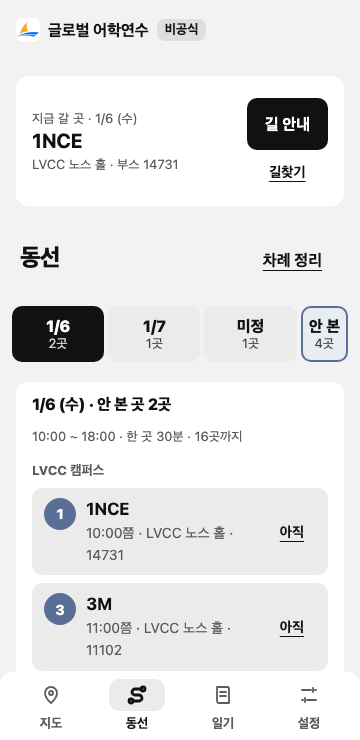 글로벌 어학연수 비공식
지금 갈 곳 · 1/6 (수)
1NCE
LVCC 노스 홀 · 부스 14731
길 안내
길찾기
동선
차례 정리
1/6
2곳
1/7
1곳
미정
1곳
안 본
4곳
1/6 (수) · 안 본 곳 2곳
10:00 ~ 18:00 · 한 곳 30분 · 16곳까지
LVCC 캠퍼스
1
1NCE
10:00쯤 · LVCC 노스 홀 ·
14731
아직
3
3M
11:00쯤 · LVCC 노스 홀 ·
11102
아직
지도
동선
일기
설정